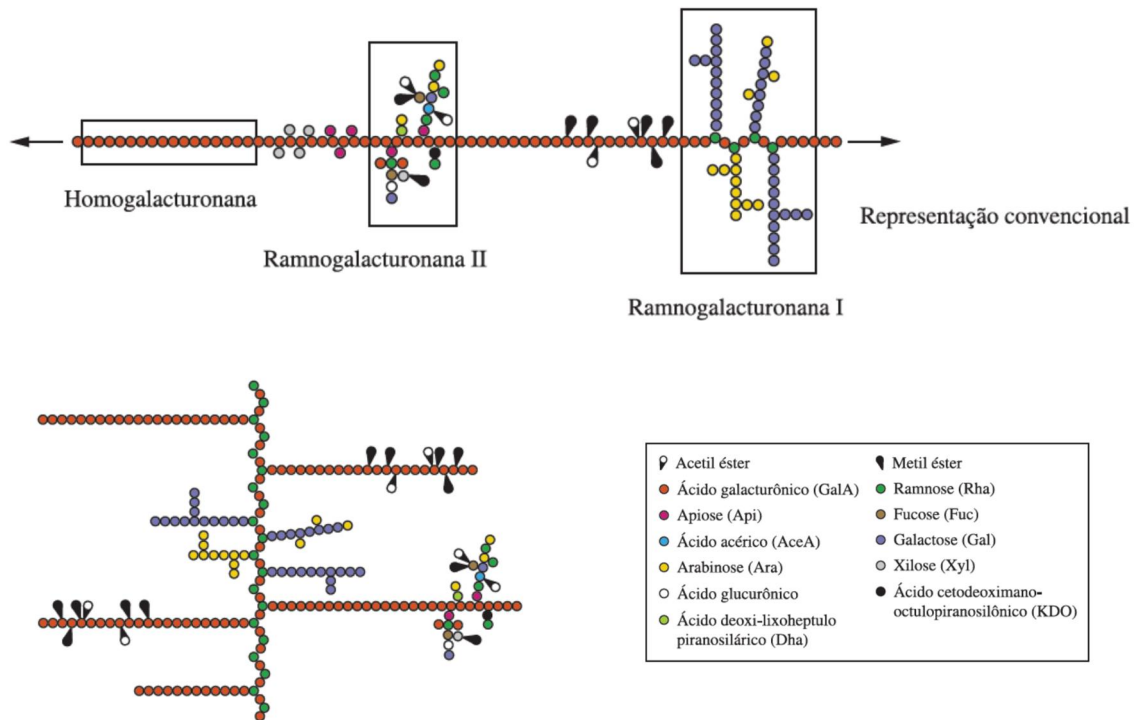 Homogalacturonana
Ramnogalacturonana II
Representação convencional
Ramnogalacturonana I
Acetil éster
Ácido galacturônico (GalA)
Apiose (Api)
Ácido acérico (AceA)
Arabinose (Ara)
Ácido glucurônico
Ácido deoxi-lixoheptulo
piranosilárico (Dha)
Metil éster
Ramnose (Rha)
Fucose (Fuc)
Galactose (Gal)
Xilose (Xyl)
Ácido cetodeoximano-
octulopiranosilônico (KDO)